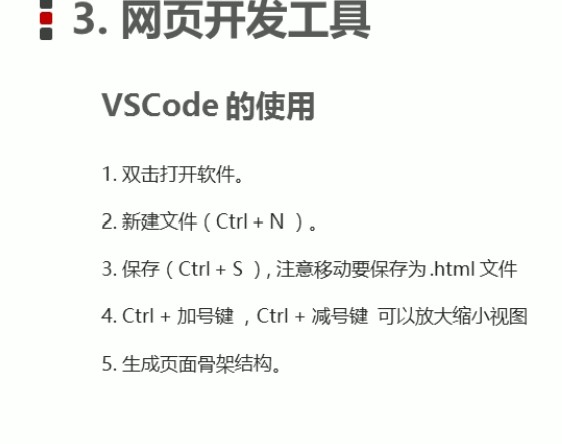 3. 网页开发工具
VSCode 的使用
1. 双击打开软件。
2. 新建文件（Ctrl + N ）。
3. 保存（Ctrl + S ）, 注意移动要保存为 .html 文件
4. Ctrl + 加号键 ，Ctrl + 减号键 可以放大缩小视图
5. 生成页面骨架结构。